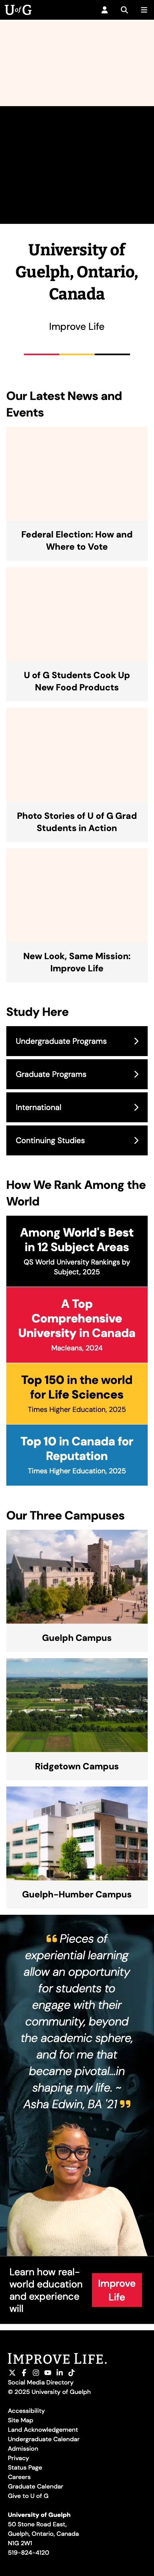 UofG
University of
Guelph, Ontario,
Canada
Improve Life
Our Latest News and
Events
Federal Election: How and
Where to Vote
U of G Students Cook Up
New Food Products
Photo Stories of U of G Grad
Students in Action
New Look, Same Mission:
Improve Life
Study Here
Undergraduate Programs
Graduate Programs
International
Continuing Studies
How We Rank Among the
World
Among World's Best
in 12 Subject Areas
QS World University Rankings by
Subject, 2025
A Top
Comprehensive
University in Canada
Macleans, 2024
Top 150 in the world
for Life Sciences
Times Higher Education, 2025
Top 10 in Canada for
Reputation
Times Higher Education, 2025
Our Three Campuses
Guelph Campus
Ridgetown Campus
Guelph-Humber Campus
Pieces of
experiential learning
allow an opportunity
for students to
engage with their
community, beyond
the academic sphere,
and for me that
became pivotal...in
shaping my life. ~
Asha Edwin, BA '21
Learn how real-
world education
and experience
will
Improve
Life
IMPROVE LIFE.
Social Media Directory
© 2025 University of Guelph
Accessibility
Site Map
Land Acknowledgement
Undergraduate Calendar
Admission
Privacy
Status Page
Careers
Graduate Calendar
Give to U of G
University of Guelph
50 Stone Road East,
Guelph, Ontario, Canada
N1G 2W1
519-824-4120